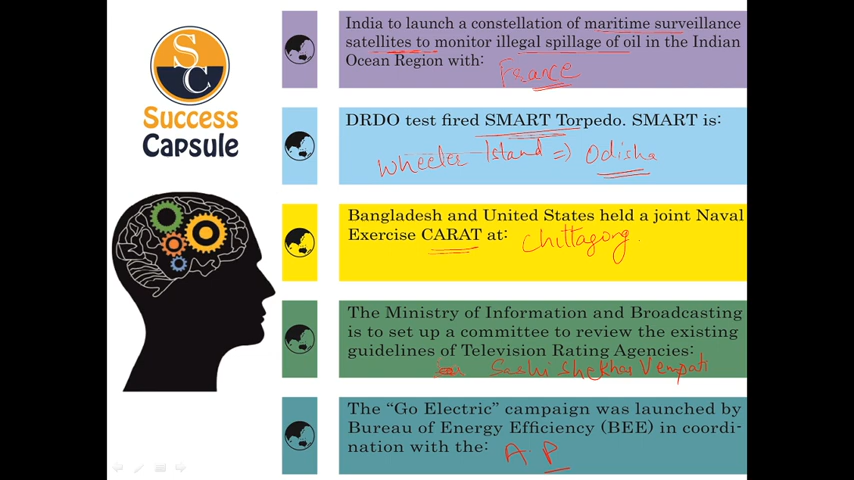 S
C
Success
Capsule
India to launch a constellation of maritime surveillance
satellites to monitor illegal spillage of oil in the Indian
Ocean Region with:
France
DRDO test fired SMART Torpedo. SMART is:
Wheeler Island => Odisha
Bangladesh and United States held a joint Naval
Exercise CARAT at: Chittagong
The Ministry of Information and Broadcasting
is to set up a committee to review the existing
guidelines of Television Rating Agencies:
Sashi Shekhar Vempati
The “Go Electric” campaign was launched by
Bureau of Energy Efficiency (BEE) in coordi-
nation with the: A.P